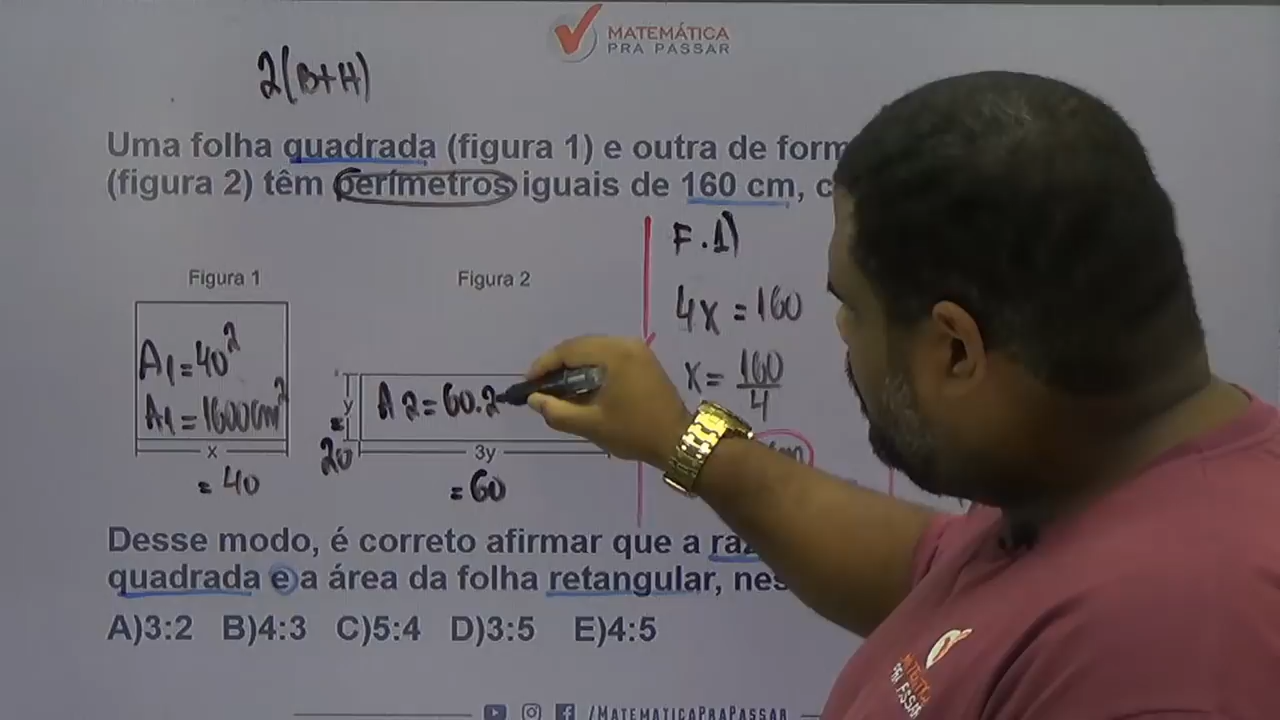 MATEMÁTICA
PRA PASSAR
2(B+H)
Uma folha quadrada (figura 1) e outra de form
(figura 2) têm perímetros iguais de 160 cm, c
F.1)
Figura 1
Figura 2
4x = 160
A1 = 40²
x = 160/4
A1 = 1600cm²
y
A2 = 60.2
= 20
x
3y
= 40
= 60
Desse modo, é correto afirmar que a
quadrada e a área da folha retangular, nes
A)3:2 B)4:3 C)5:4 D)3:5 E)4:5
/MATEMATICAPRAPASSAR
PRA PASSAR